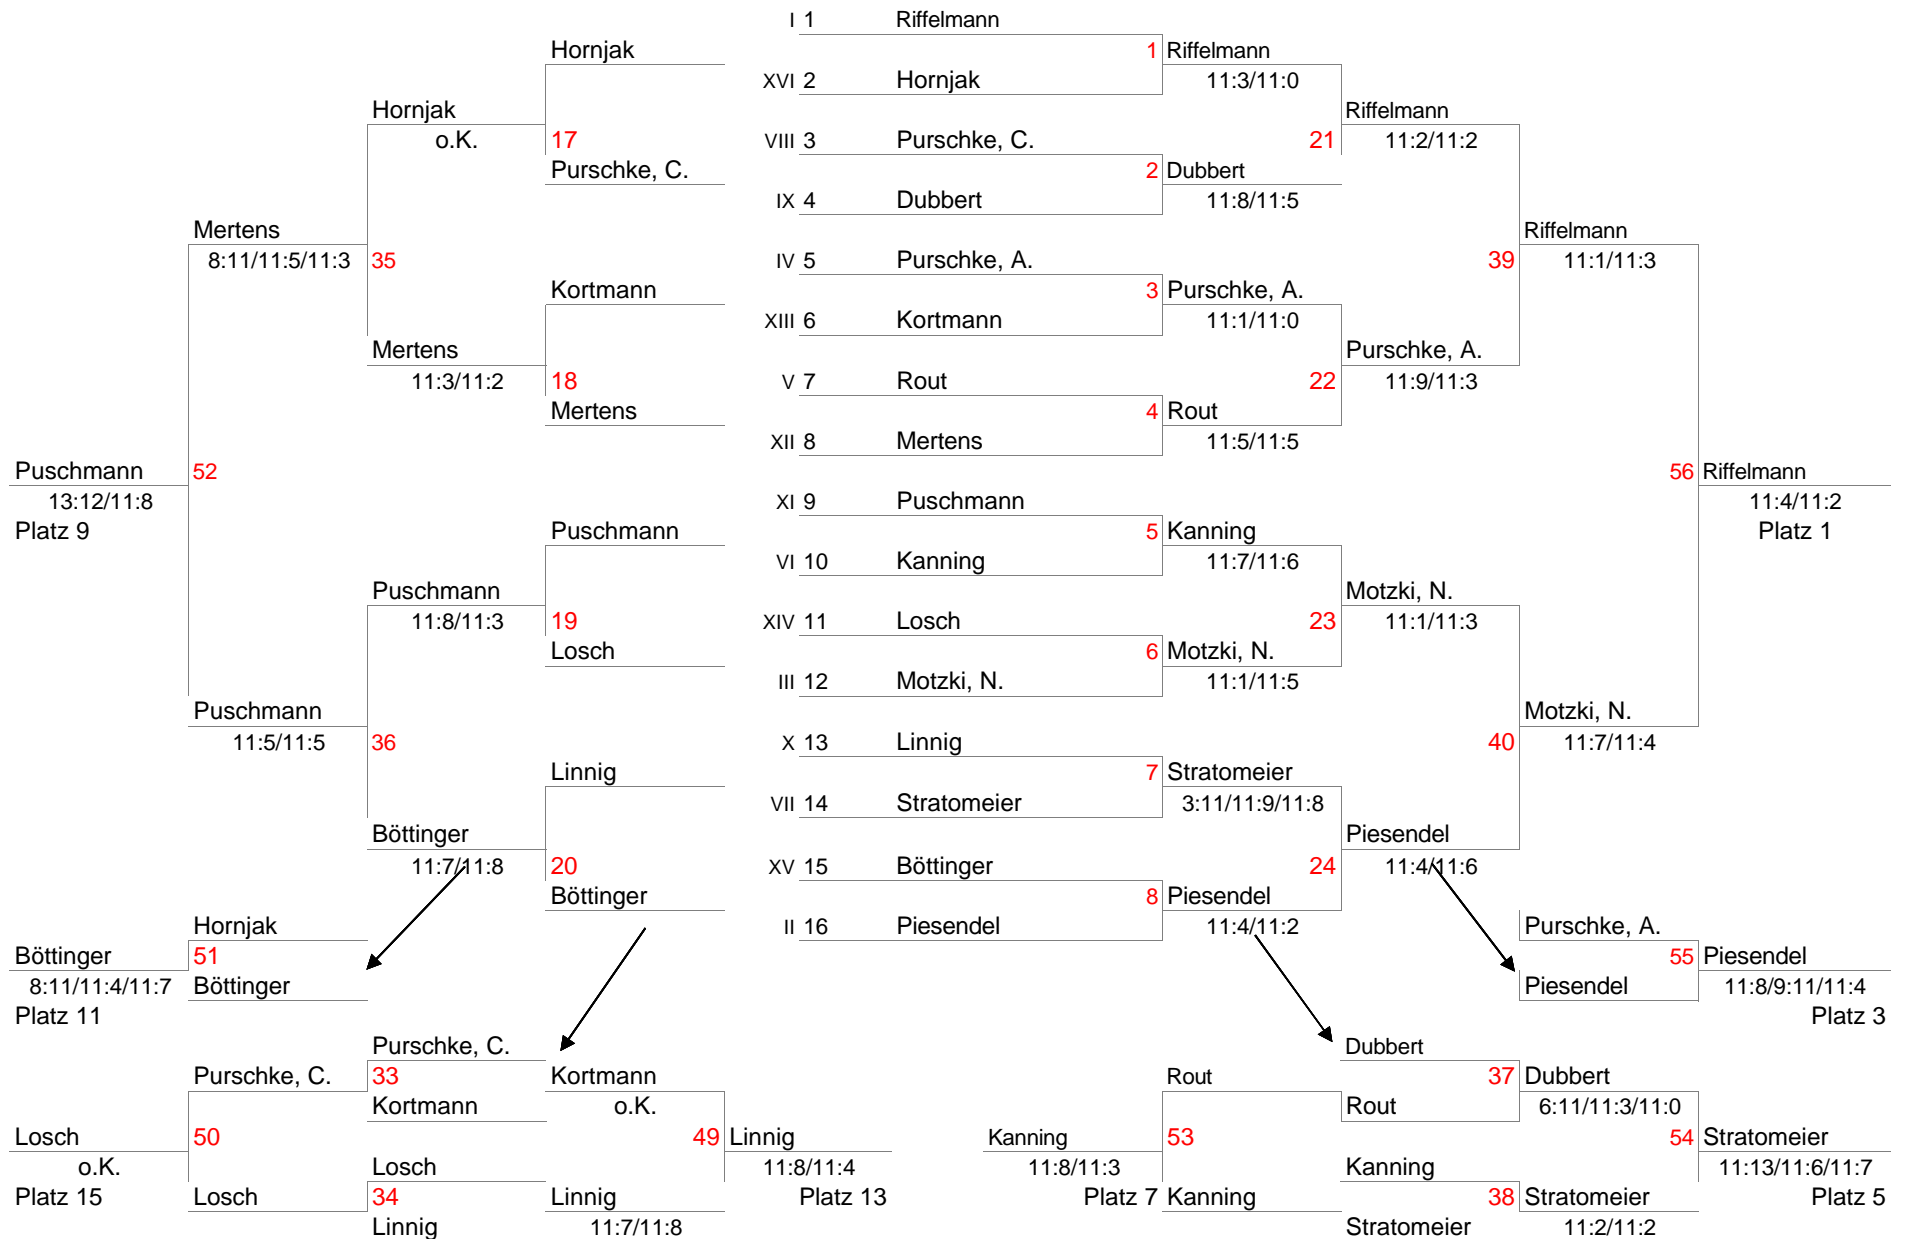 I 1 Riffelmann
Hornjak 1 Riffelmann
XVI 2 Hornjak 11:3/11:0
Hornjak Riffelmann
o.K. 17 VIII 3 Purschke, C. 21 11:2/11:2
Purschke, C. 2 Dubbert
IX 4 Dubbert 11:8/11:5
Mertens Riffelmann
8:11/11:5/11:3 35 IV 5 Purschke, A. 39 11:1/11:3
Kortmann 3 Purschke, A.
XIII 6 Kortmann 11:1/11:0
Mertens Purschke, A.
11:3/11:2 18 V 7 Rout 22 11:9/11:3
Mertens 4 Rout
XII 8 Mertens 11:5/11:5
Puschmann 52 56 Riffelmann
13:12/11:8 XI 9 Puschmann 11:4/11:2
Platz 9 Puschmann 5 Kanning Platz 1
VI 10 Kanning 11:7/11:6
Puschmann Motzki, N.
11:8/11:3 19 XIV 11 Losch 23 11:1/11:3
Losch 6 Motzki, N.
III 12 Motzki, N. 11:1/11:5
Puschmann Motzki, N.
11:5/11:5 36 X 13 Linnig 40 11:7/11:4
Linnig 7 Stratomeier
VII 14 Stratomeier 3:11/11:9/11:8
Böttinger Piesendel
11:7/11:8 20 XV 15 Böttinger 24 11:4/11:6
Böttinger 8 Piesendel
Hornjak II 16 Piesendel 11:4/11:2 Purschke, A.
Böttinger 51 55 Piesendel
8:11/11:4/11:7 Böttinger Piesendel 11:8/9:11/11:4
Platz 11 Platz 3
Purschke, C. Dubbert
Purschke, C. 33 Kortmann Rout 37 Dubbert
Kortmann o.K. Rout 6:11/11:3/11:0
Losch 50 49 Linnig Kanning 53 54 Stratomeier
o.K. Losch 11:8/11:4 11:8/11:3 Kanning 11:13/11:6/11:7
Platz 15 Losch 34 Linnig Platz 13 Platz 7 Kanning 38 Stratomeier Platz 5
Linnig 11:7/11:8 Stratomeier 11:2/11:2